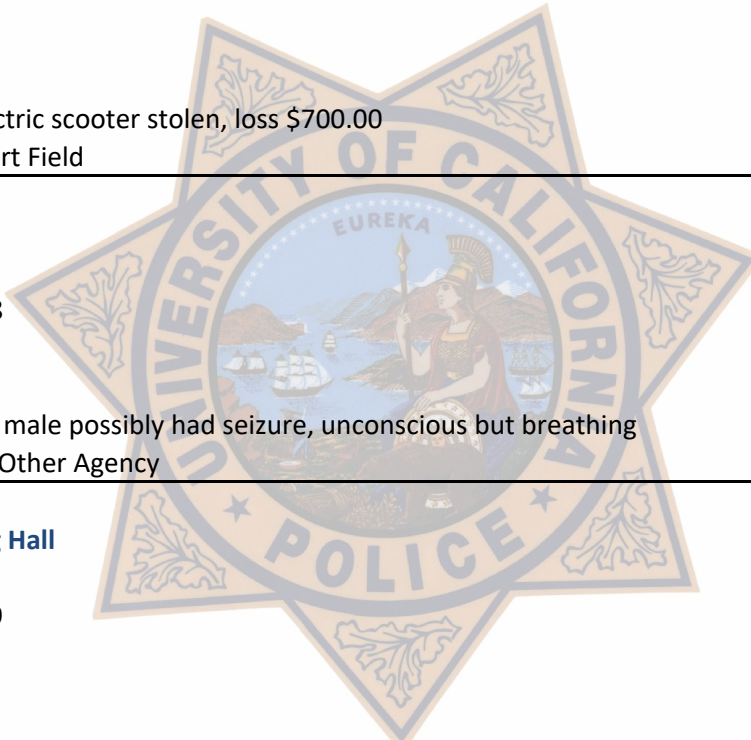 ctric scooter stolen, loss $700.00
rt Field
UNIVERSITY OF CALIFORNIA
EUREKA
male possibly had seizure, unconscious but breathing
Other Agency
Hall
POLICE